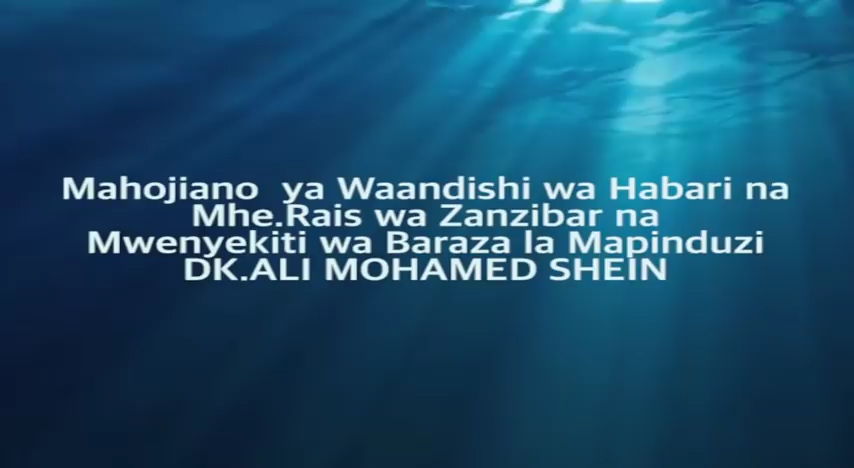 Mahojiano ya Waandishi wa Habari na
Mhe.Rais wa Zanzibar na
Mwenyekiti wa Baraza la Mapinduzi
DK.ALI MOHAMED SHEIN